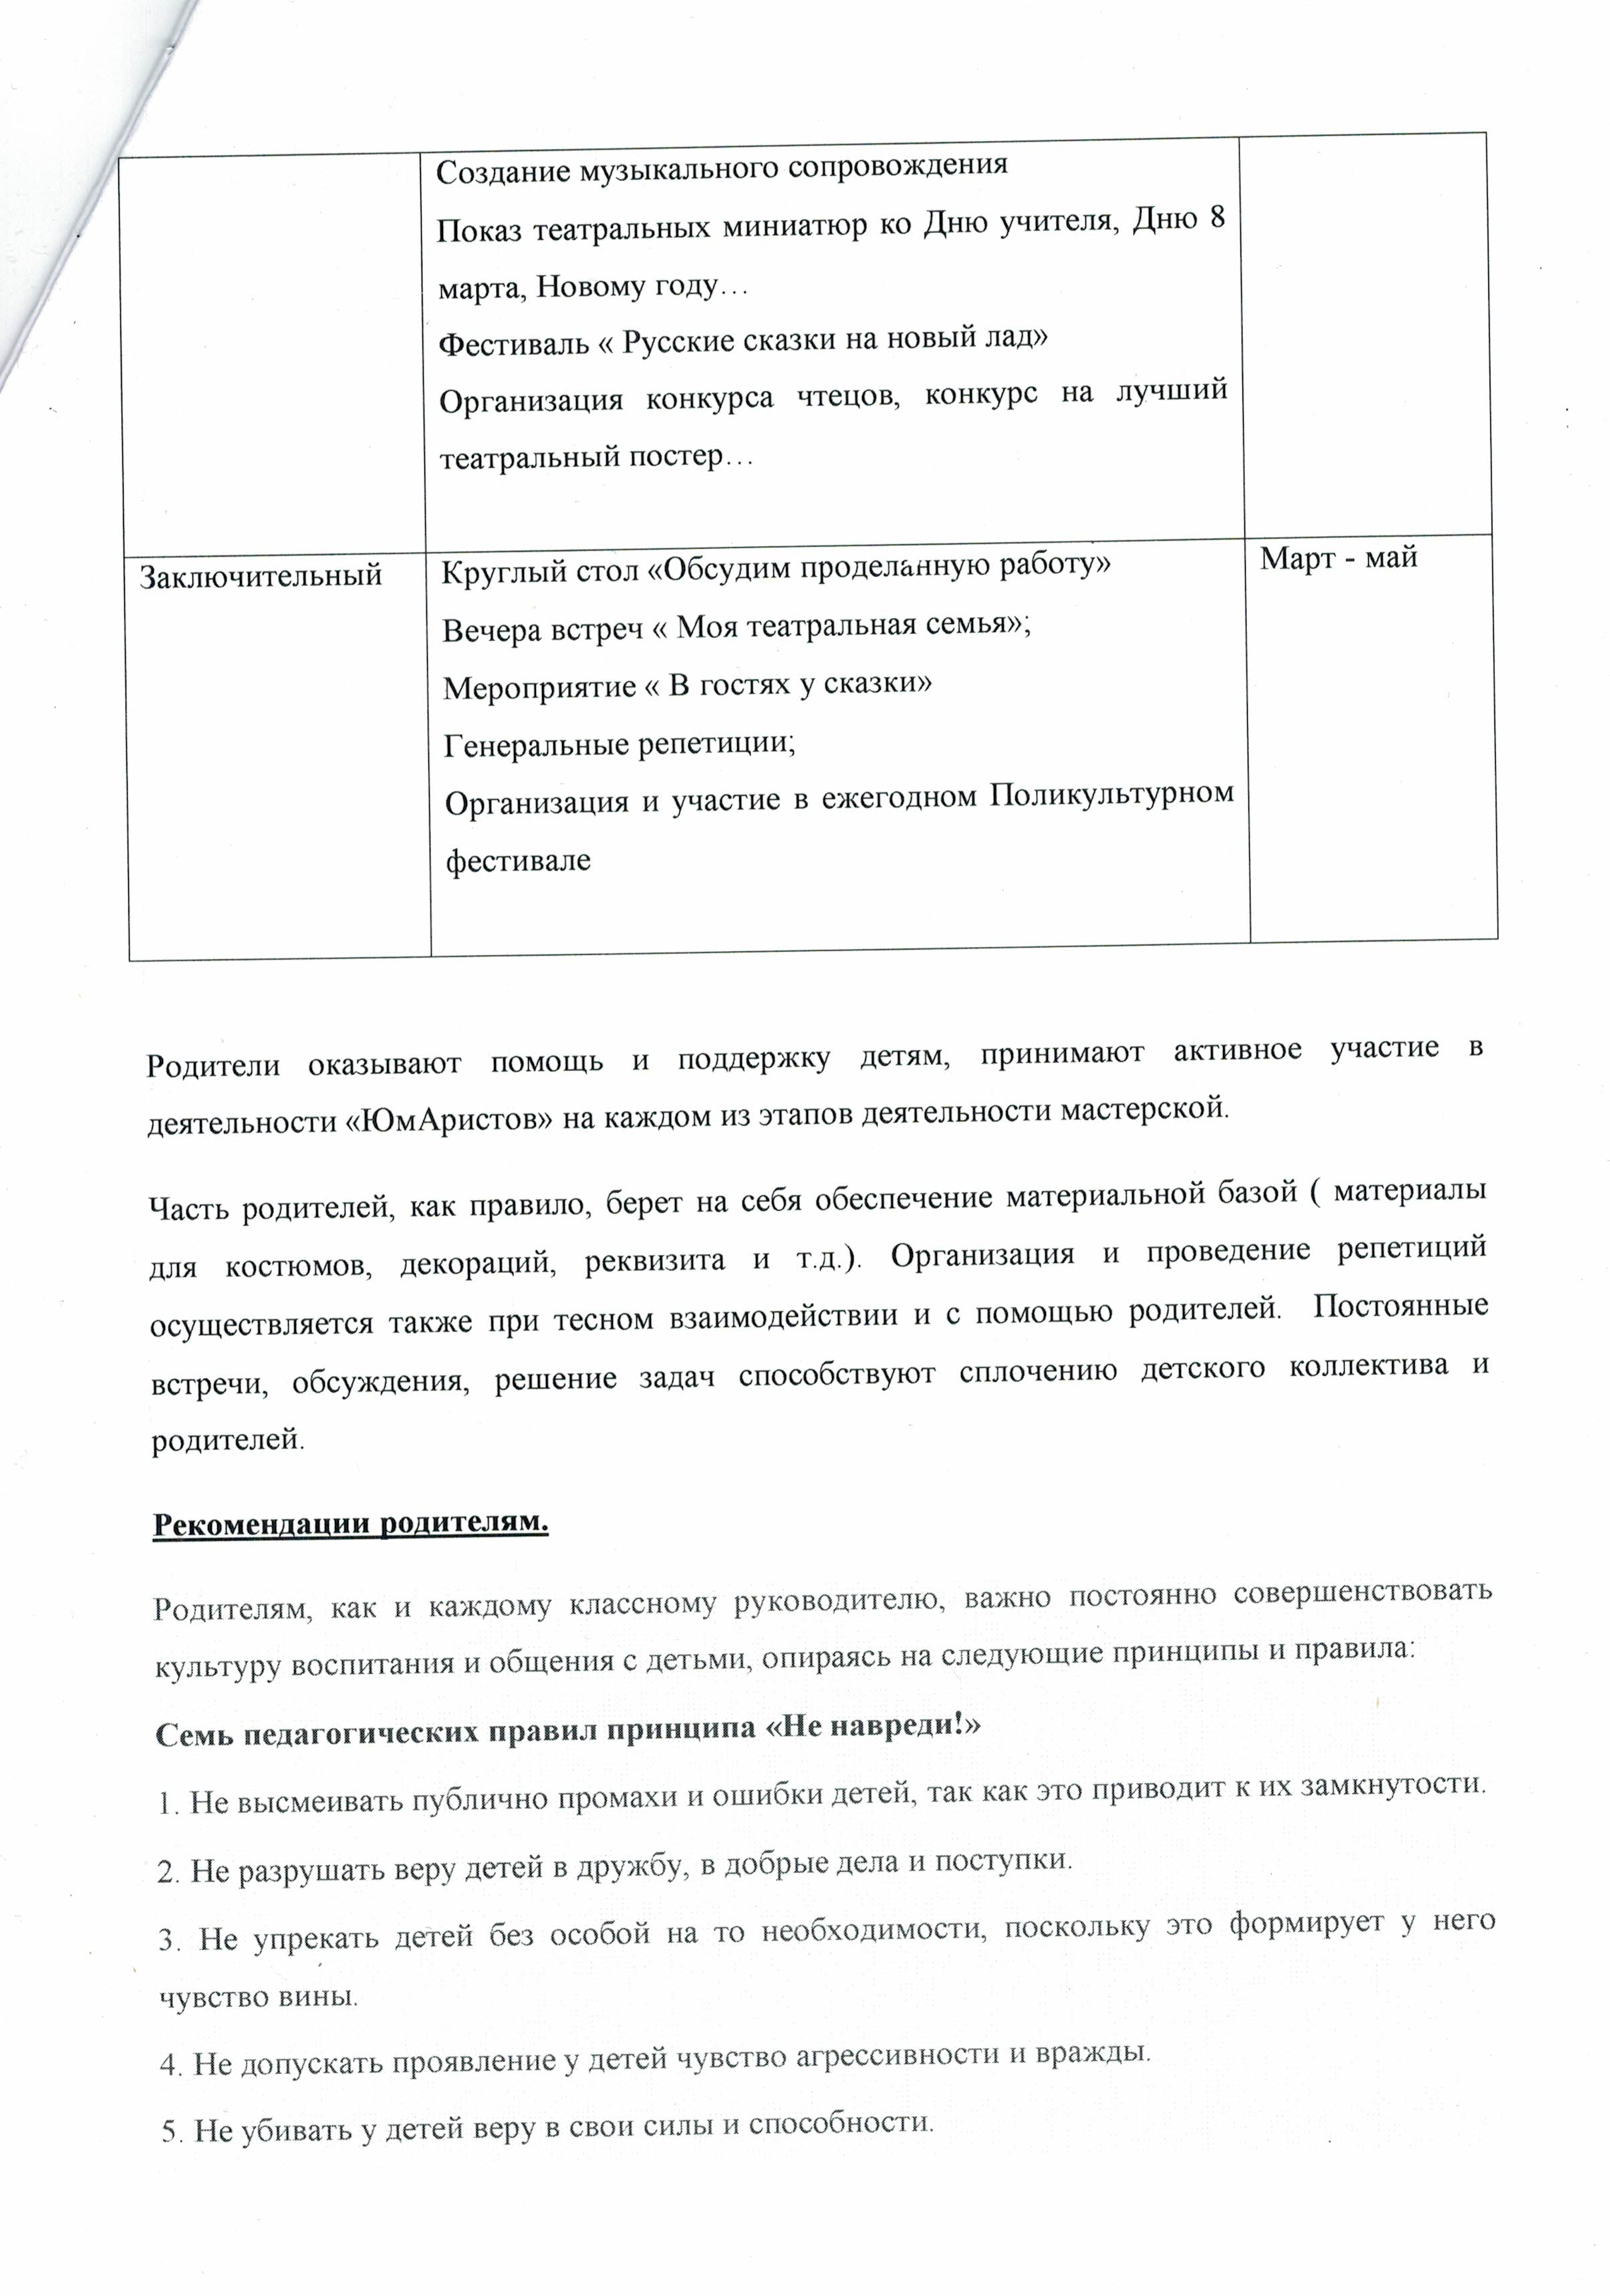 Создание музыкального сопровождения
Показ театральных миниатюр ко Дню учителя, Дню 8
марта, Новому году…
Фестиваль « Русские сказки на новый лад»
Организация конкурса чтецов, конкурс на лучший
театральный постер…
Заключительный
Круглый стол «Обсудим проделанную работу»
Вечера встреч « Моя театральная семья»;
Мероприятие « В гостях у сказки»
Генеральные репетиции;
Организация и участие в ежегодном Поликультурном
фестивале
Март - май
Родители оказывают помощь и поддержку детям, принимают активное участие в
деятельности «ЮмАристов» на каждом из этапов деятельности мастерской.
Часть родителей, как правило, берет на себя обеспечение материальной базой ( материалы
для костюмов, декораций, реквизита и т.д.). Организация и проведение репетиций
осуществляется также при тесном взаимодействии и с помощью родителей. Постоянные
встречи, обсуждения, решение задач способствуют сплочению детского коллектива и
родителей.
Рекомендации родителям.
Родителям, как и каждому классному руководителю, важно постоянно совершенствовать
культуру воспитания и общения с детьми, опираясь на следующие принципы и правила:
Семь педагогических правил принципа «Не навреди!»
1. Не высмеивать публично промахи и ошибки детей, так как это приводит к их замкнутости.
2. Не разрушать веру детей в дружбу, в добрые дела и поступки.
3. Не упрекать детей без особой на то необходимости, поскольку это формирует у него
чувство вины.
4. Не допускать проявление у детей чувство агрессивности и вражды.
5. Не убивать у детей веру в свои силы и способности.